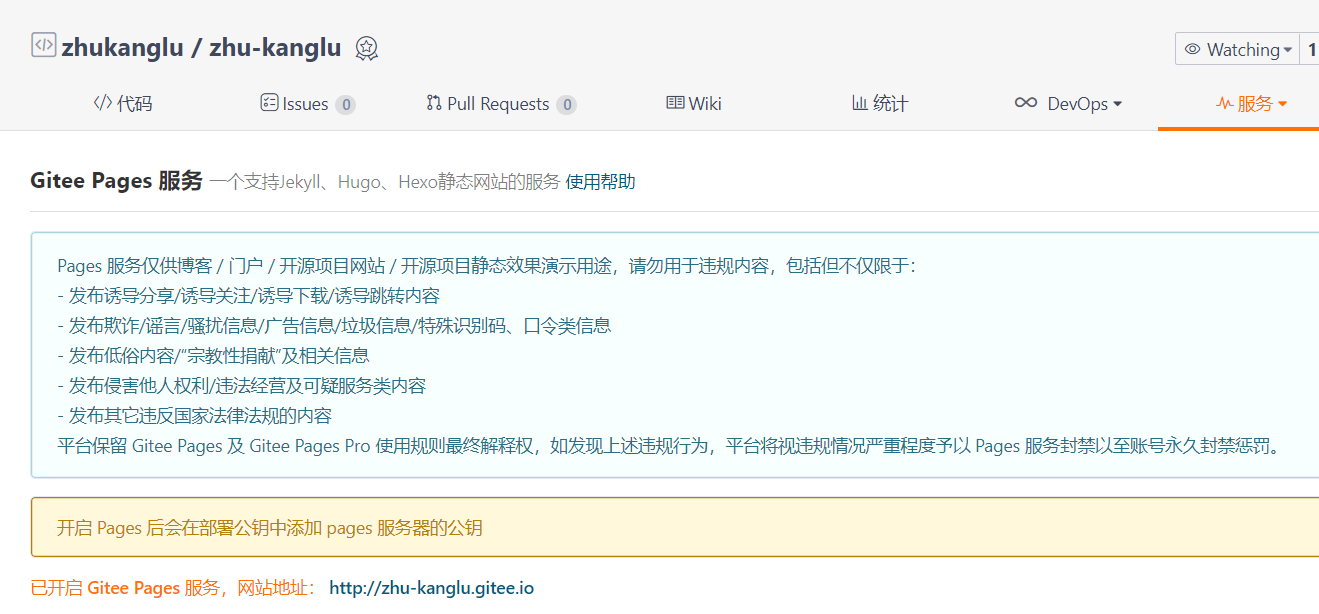 zhukanglu / zhu-kanglu
Watching 1
代码 Issues 0 Pull Requests 0 Wiki 统计 DevOps 服务
Gitee Pages 服务 一个支持Jekyll、Hugo、Hexo静态网站的服务 使用帮助
Pages 服务仅供博客 / 门户 / 开源项目网站 / 开源项目静态效果演示用途，请勿用于违规内容，包括但不仅限于：
- 发布诱导分享/诱导关注/诱导下载/诱导跳转内容
- 发布欺诈/谣言/骚扰信息/广告信息/垃圾信息/特殊识别码、口令类信息
- 发布低俗内容/“宗教性捐献”及相关信息
- 发布侵害他人权利/违法经营及可疑服务类内容
- 发布其它违反国家法律法规的内容
平台保留 Gitee Pages 及 Gitee Pages Pro 使用规则最终解释权，如发现上述违规行为，平台将视违规情况严重程度予以 Pages 服务封禁以至账号永久封禁惩罚。
开启 Pages 后会在部署公钥中添加 pages 服务器的公钥
已开启 Gitee Pages 服务，网站地址： http://zhu-kanglu.gitee.io